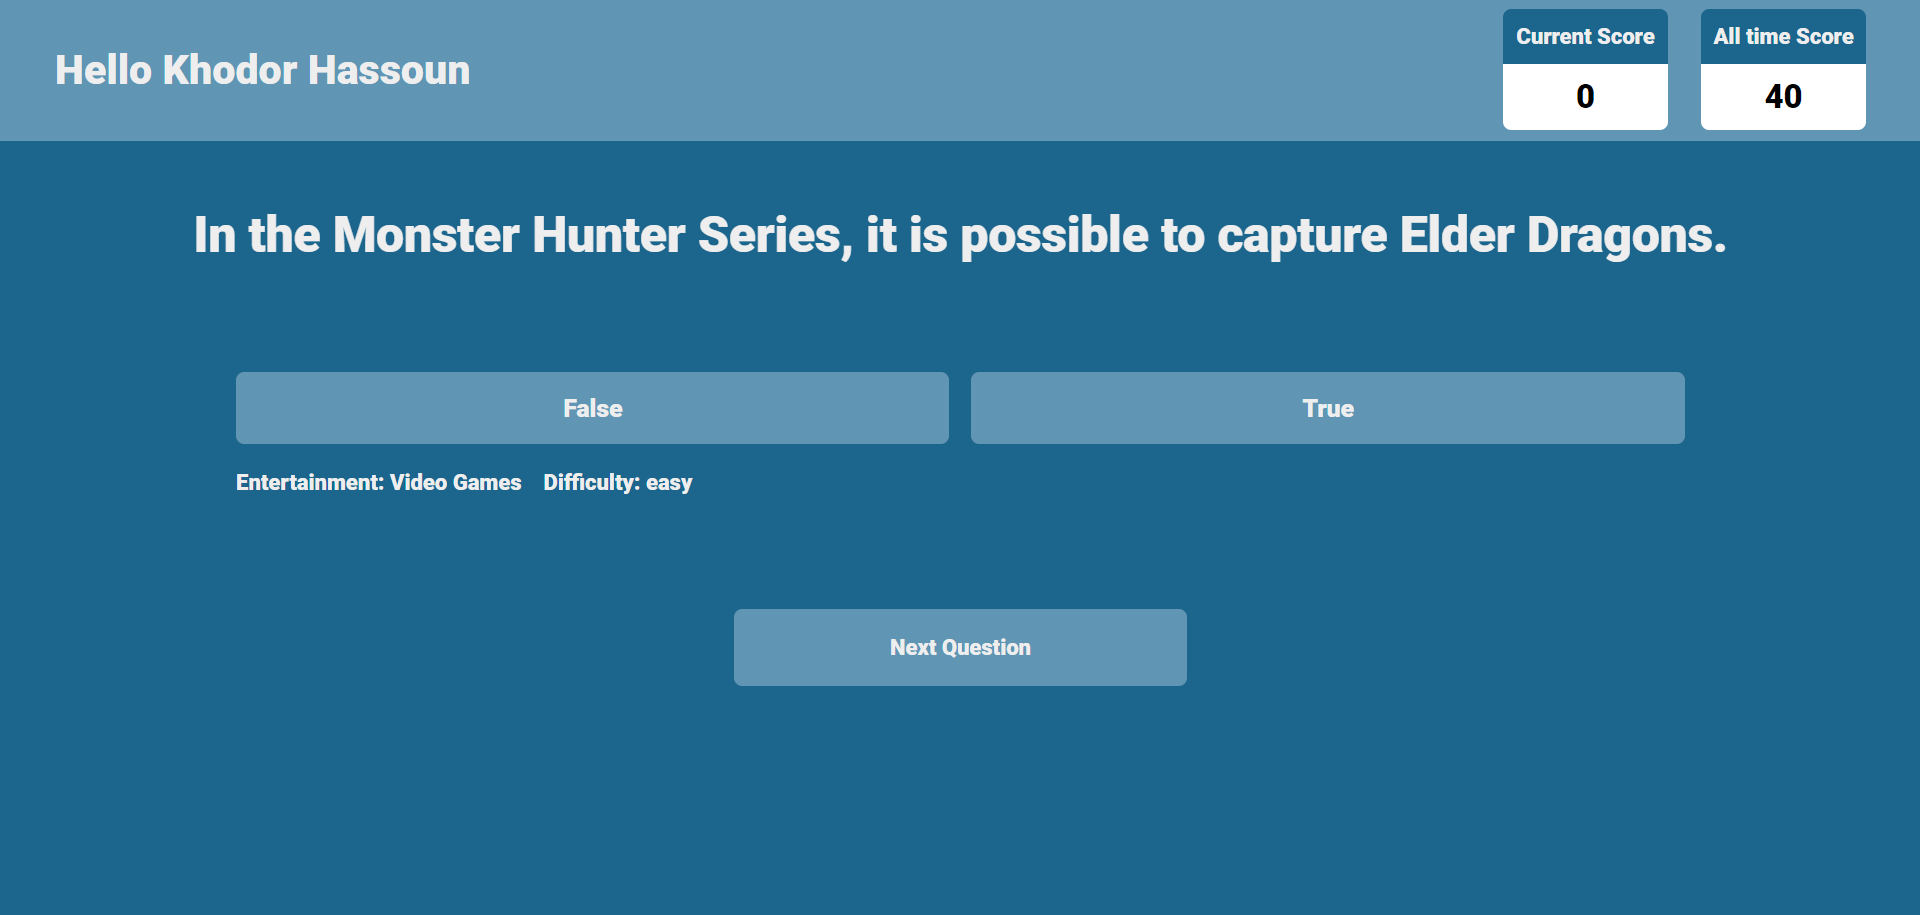 Hello Khodor Hassoun
Current Score
0
All time Score
40
In the Monster Hunter Series, it is possible to capture Elder Dragons.
False
True
Entertainment: Video Games Difficulty: easy
Next Question